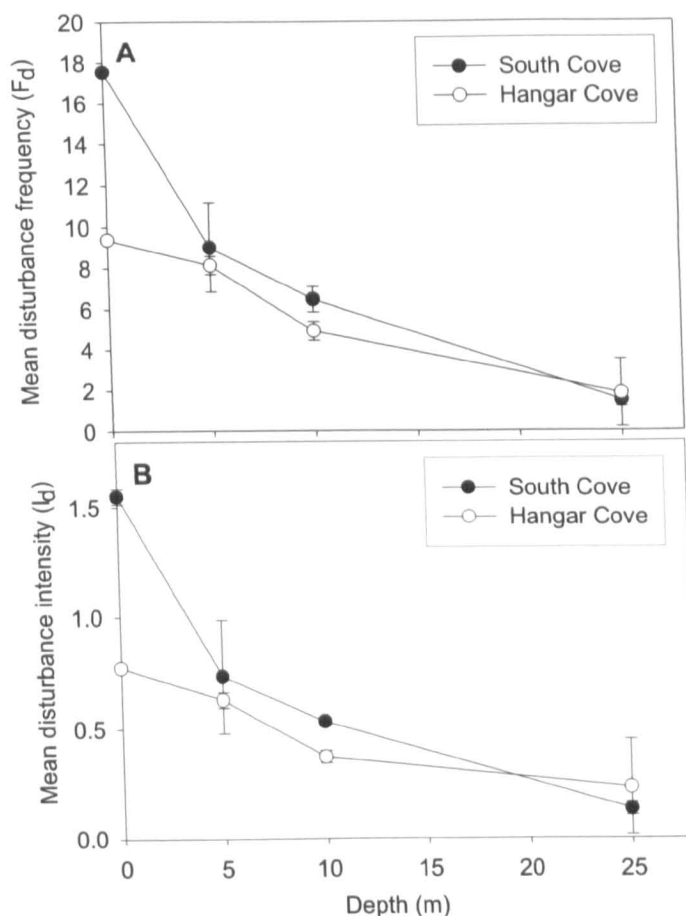 A
South Cove
Hangar Cove
Mean disturbance frequency (Fd)
20
18
16
14
12
10
8
6
4
2
0
B
South Cove
Hangar Cove
Mean disturbance intensity (Id)
1.5
1.0
0.5
0.0
0
5
10
15
20
25
Depth (m)